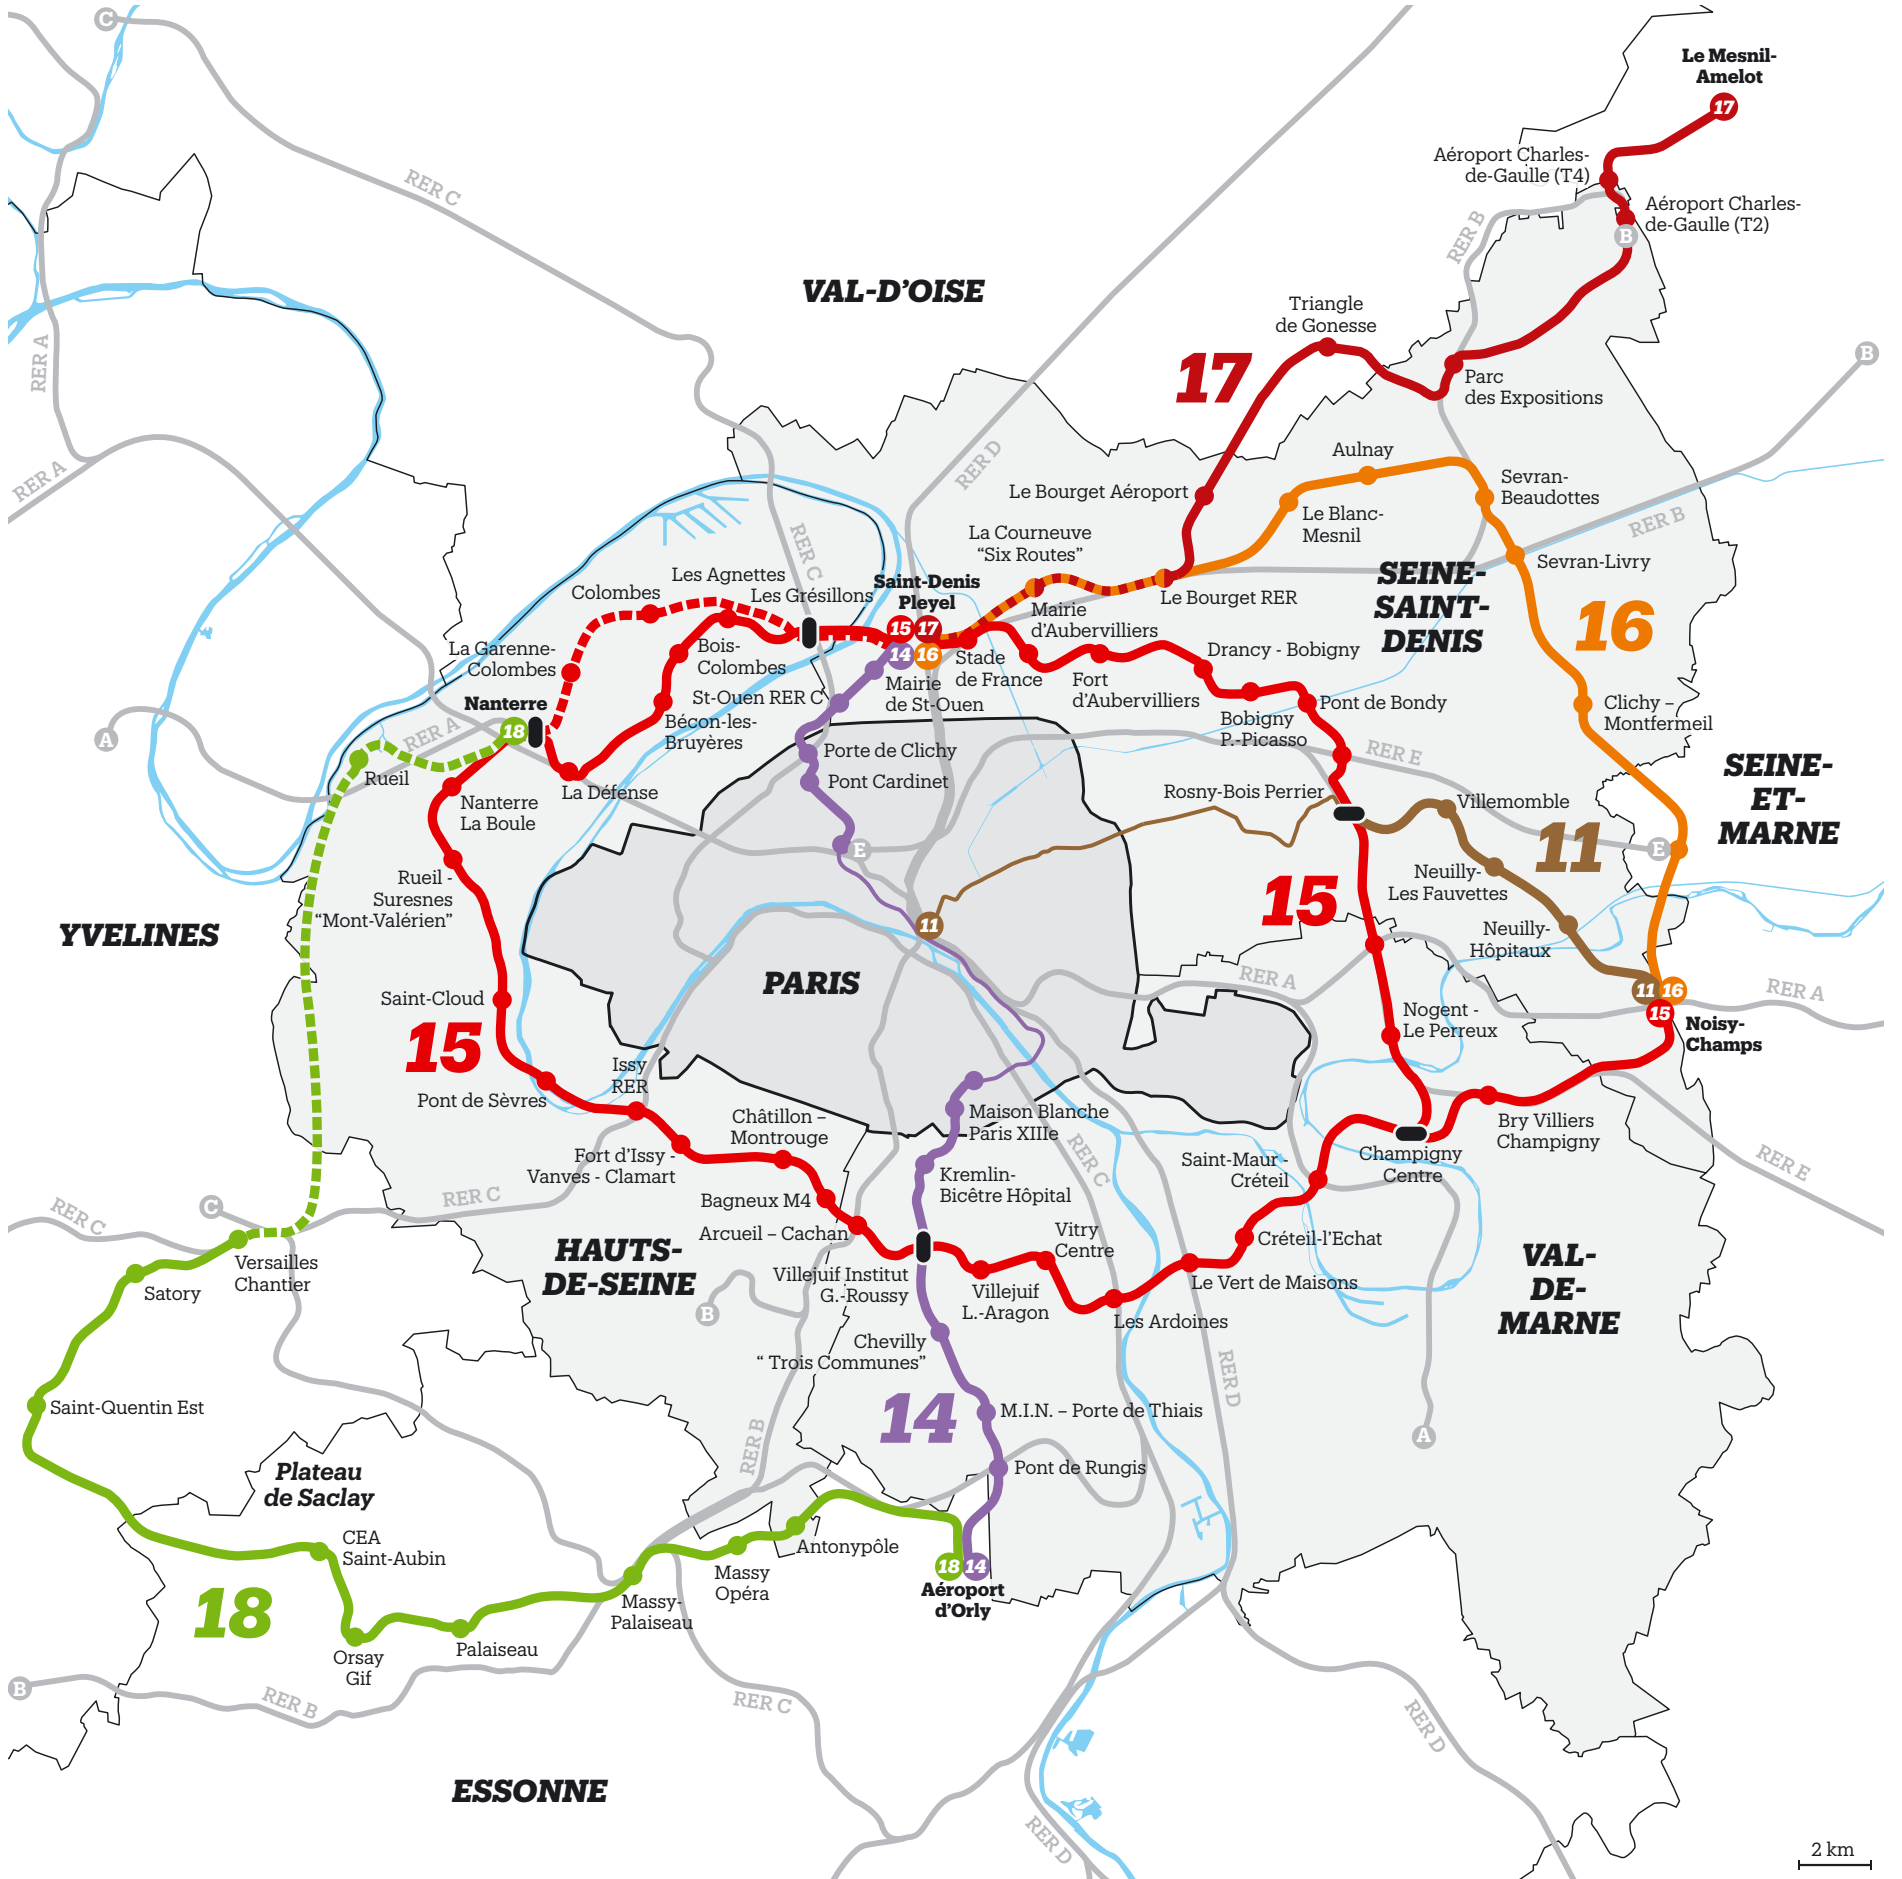 C
Le Mesnil-
Amelot
17
Aéroport Charles-
de-Gaulle (T4)
Aéroport Charles-
de-Gaulle (T2)
B
RER C
RER B
VAL-D'OISE
Triangle
de Gonesse
17
RER A
B
Parc
des Expositions
RER A
RER D
Aulnay
Le Bourget Aéroport
Sevran-
Beaudottes
Le Blanc-
Mesnil
RER B
La Courneuve
“Six Routes”
RER C
Sevran-Livry
Les Agnettes
Les Grésillons
Colombes
Saint-Denis
Pleyel
15
17
14
16
Le Bourget RER
SEINE-
SAINT-
DENIS
16
Mairie
d'Aubervilliers
La Garenne-
Colombes
Bois-
Colombes
Stade
de France
Drancy - Bobigny
Fort
d'Aubervilliers
St-Ouen RER C
Mairie
de St-Ouen
Nanterre
18
Pont de Bondy
Clichy –
Montfermeil
Bécon-les-
Bruyères
Bobigny
P.-Picasso
A
RER A
Porte de Clichy
RER E
Rueil
La Défense
Pont Cardinet
Rosny-Bois Perrier
Villemomble
SEINE-
ET-
MARNE
Nanterre
La Boule
E
11
E
Rueil -
Suresnes
“Mont-Valérien”
Neuilly-
Les Fauvettes
15
YVELINES
11
Neuilly-
Hôpitaux
PARIS
RER A
11
16
15
RER A
Noisy-
Champs
Saint-Cloud
15
Nogent -
Le Perreux
Issy
RER
Pont de Sèvres
Châtillon –
Montrouge
Maison Blanche
Paris XIIIe
Bry Villiers
Champigny
Fort d'Issy -
Vanves - Clamart
RER C
Saint-Maur -
Créteil
Champigny
Centre
RER E
Kremlin-
Bicêtre Hôpital
Bagneux M4
RER C
RER C
C
Arcueil – Cachan
Vitry
Centre
Créteil-l'Echat
HAUTS-
DE-SEINE
VAL-
DE-
MARNE
Versailles
Chantier
Satory
Villejuif Institut
G.-Roussy
Villejuif
L.-Aragon
Le Vert de Maisons
B
Les Ardoines
Chevilly
“ Trois Communes”
RER D
Saint-Quentin Est
14
M.I.N. – Porte de Thiais
A
RER B
Plateau
de Saclay
Pont de Rungis
CEA
Saint-Aubin
Antonypôle
18
14
Aéroport
d'Orly
Massy
Opéra
18
Massy-
Palaiseau
Orsay
Gif
Palaiseau
B
RER B
RER C
RER D
ESSONNE
RER D
2 km